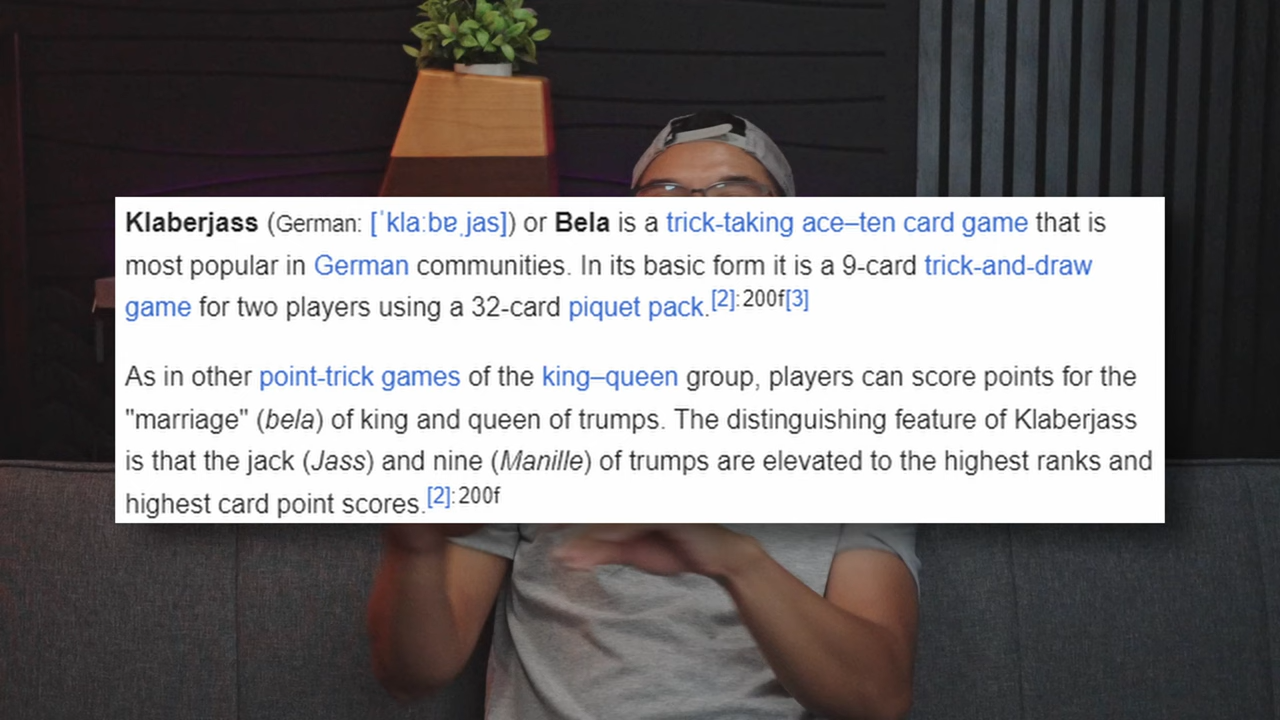 Klaberjass (German: [ˈklaːbɐˌjas]) or Bela is a trick-taking ace–ten card game that is
most popular in German communities. In its basic form it is a 9-card trick-and-draw
game for two players using a 32-card piquet pack.[2]:200f[3]
As in other point-trick games of the king–queen group, players can score points for the
"marriage" (bela) of king and queen of trumps. The distinguishing feature of Klaberjass
is that the jack (Jass) and nine (Manille) of trumps are elevated to the highest ranks and
highest card point scores.[2]:200f